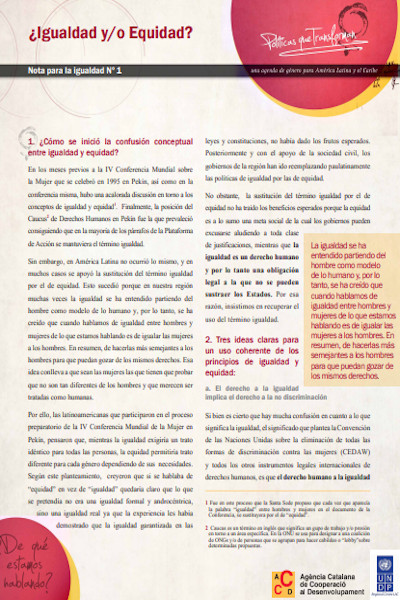 ¿Igualdad y/o Equidad?
Políticas que Transforman
Nota para la igualdad Nº 1
una agenda de género para América Latina y el Caribe
1. ¿Cómo se inició la confusión conceptual
entre igualdad y equidad?
En los meses previos a la IV Conferencia Mundial sobre
la Mujer que se celebró en 1995 en Pekín, así como en la
conferencia misma, hubo una acalorada discusión en torno a los
conceptos de igualdad y equidad¹. Finalmente, la posición del
Caucus² de Derechos Humanos en Pekín fue la que prevaleció
consiguiendo que en la mayoría de los párrafos de la Plataforma
de Acción se mantuviera el término igualdad.
Sin embargo, en América Latina no ocurrió lo mismo, y en
muchos casos se apoyó la sustitución del término igualdad por
el de equidad. Esto sucedió porque en nuestra región
muchas veces la igualdad se ha entendido partiendo del
hombre como modelo de lo humano y, por lo tanto, se ha
creído que cuando hablamos de igualdad entre hombres y
mujeres de lo que estamos hablando es de igualar las mujeres
a los hombres. En resumen, de hacerlas más semejantes a los
hombres para que puedan gozar de los mismos derechos. Esa
idea conlleva a que sean las mujeres las que tienen que probar
que no son tan diferentes de los hombres y que merecen ser
tratadas como humanas.
Por ello, las latinoamericanas que participaron en el proceso
preparatorio de la IV Conferencia Mundial de la Mujer en
Pekín, pensaron que, mientras la igualdad exigiría un trato
idéntico para todas las personas, la equidad permitiría trato
diferente para cada género dependiendo de sus necesidades.
Según este planteamiento, creyeron que si se hablaba de
“equidad” en vez de “igualdad” quedaría claro que lo que
se pretendía no era una igualdad formal y androcéntrica,
sino una igualdad real ya que la experiencia les había
demostrado que la igualdad garantizada en las
leyes y constituciones, no había dado los frutos esperados.
Posteriormente y con el apoyo de la sociedad civil, los
gobiernos de la región han ido reemplazando paulatinamente
las políticas de igualdad por las de equidad.
No obstante, la sustitución del término igualdad por el de
equidad no ha traído los beneficios esperados porque la equidad
es a lo sumo una meta social de la cual los gobiernos pueden
excusarse aludiendo a toda clase
de justificaciones, mientras que la
igualdad es un derecho humano
y por lo tanto una obligación
legal a la que no se pueden
sustraer los Estados. Por esa
razón, insistimos en recuperar el
uso del término igualdad.
La igualdad se ha
entendido partiendo del
hombre como modelo
de lo humano y, por lo
tanto, se ha creído que
cuando hablamos de
igualdad entre hombres y
mujeres de lo que estamos
hablando es de igualar las
mujeres a los hombres. En
resumen, de hacerlas más
semejantes a los hombres
para que puedan gozar de
los mismos derechos.
2. Tres ideas claras para
un uso coherente de los
principios de igualdad y
equidad:
a. El derecho a la igualdad
implica el derecho a la no discriminación
Si bien es cierto que hay mucha confusión en cuanto a lo que
significa la igualdad, el significado que plantea la Convención
de las Naciones Unidas sobre la eliminación de todas las
formas de discriminación contra las mujeres (CEDAW)
y todos los otros instrumentos legales internacionales de
derechos humanos, es que el derecho humano a la igualdad
1 Fue en este proceso que la Santa Sede propuso que cada vez que aparecía
la palabra “igualdad” entre hombres y mujeres en el documento de la
Conferencia, se sustituyera por el de “equidad”.
2 Caucus es un término en inglés que significa un grupo de trabajo y/o presión
en torno a un área específica. En la ONU se usa para designar a una coalición
de ONGs y/o de personas que se agrupan para hacer cabildeo o “lobby” sobre
determinadas propuestas.
¿De qué
estamos
hablando?
A
C C D
Agència Catalana
de Cooperació
al Desenvolupament
U N
D P